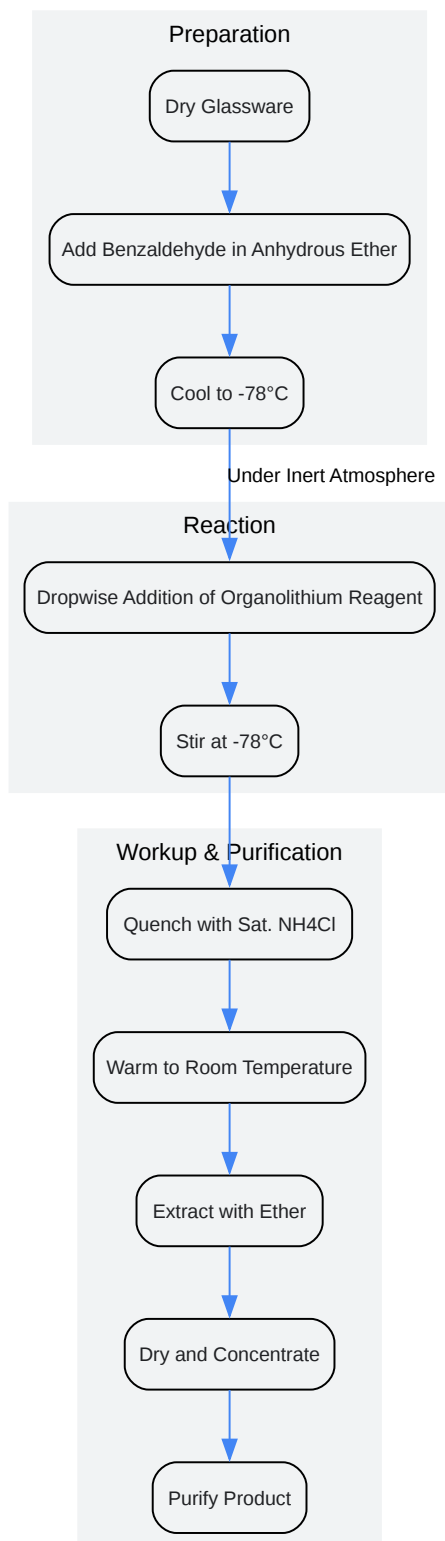 Preparation
Dry Glassware
Add Benzaldehyde in Anhydrous Ether
Cool to -78°C
Under Inert Atmosphere
Reaction
Dropwise Addition of Organolithium Reagent
Stir at -78°C
Workup & Purification
Quench with Sat. NH4Cl
Warm to Room Temperature
Extract with Ether
Dry and Concentrate
Purify Product